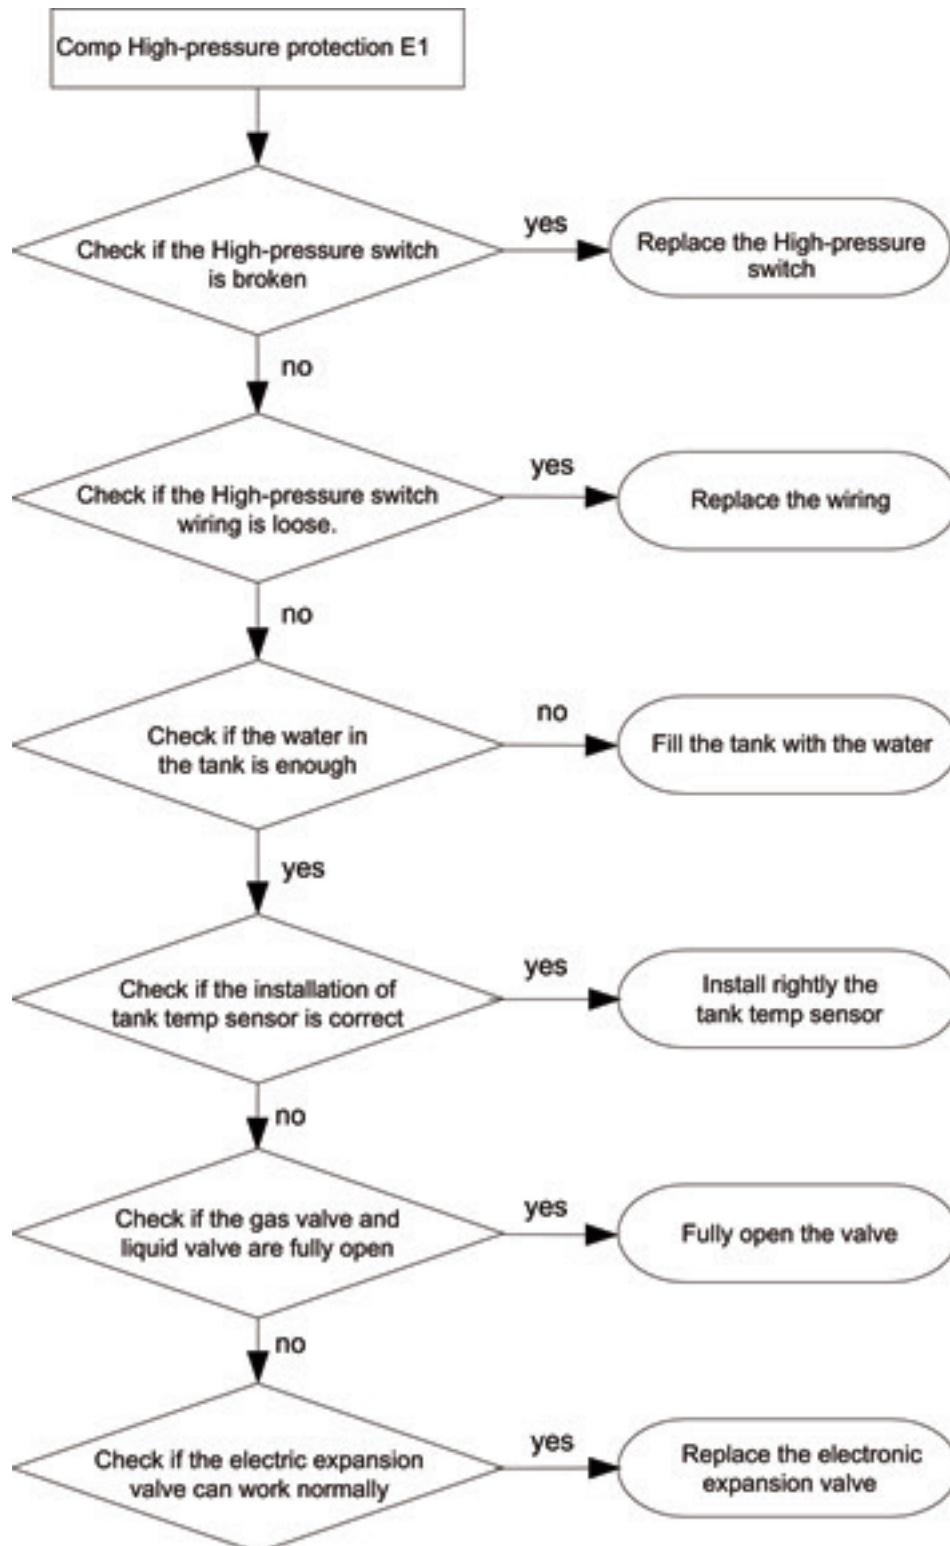 Comp High-pressure protection E1
yes
Check if the High-pressure switch
is broken
Replace the High-pressure
switch
no
yes
Check if the High-pressure switch
wiring is loose.
Replace the wiring
no
no
Check if the water in
the tank is enough
Fill the tank with the water
yes
yes
Check if the installation of
tank temp sensor is correct
Install rightly the
tank temp sensor
no
yes
Check if the gas valve and
liquid valve are fully open
Fully open the valve
no
yes
Check if the electric expansion
valve can work normally
Replace the electronic
expansion valve